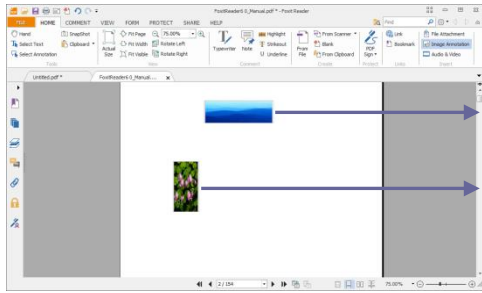 FoxitReader6 0_Manual.pdf * - Foxit Reader
File HOME COMMENT VIEW FORM PROTECT SHARE HELP
Find
Hand
SnapShot
Select Text
Clipboard
Select Annotation
Tools
Actual Size
Fit Page
Fit Width
Fit Visible
75.00%
Rotate Left
Rotate Right
View
Typewriter
Note
Highlight
Strikeout
Underline
Comment
From File
From Scanner
Blank
From Clipboard
Create
PDF Sign
Protect
Link
Bookmark
Links
File Attachment
Image Annotation
Audio & Video
Insert
Untitled.pdf *
FoxitReader6 0_Manual....
2 / 164
75.00%